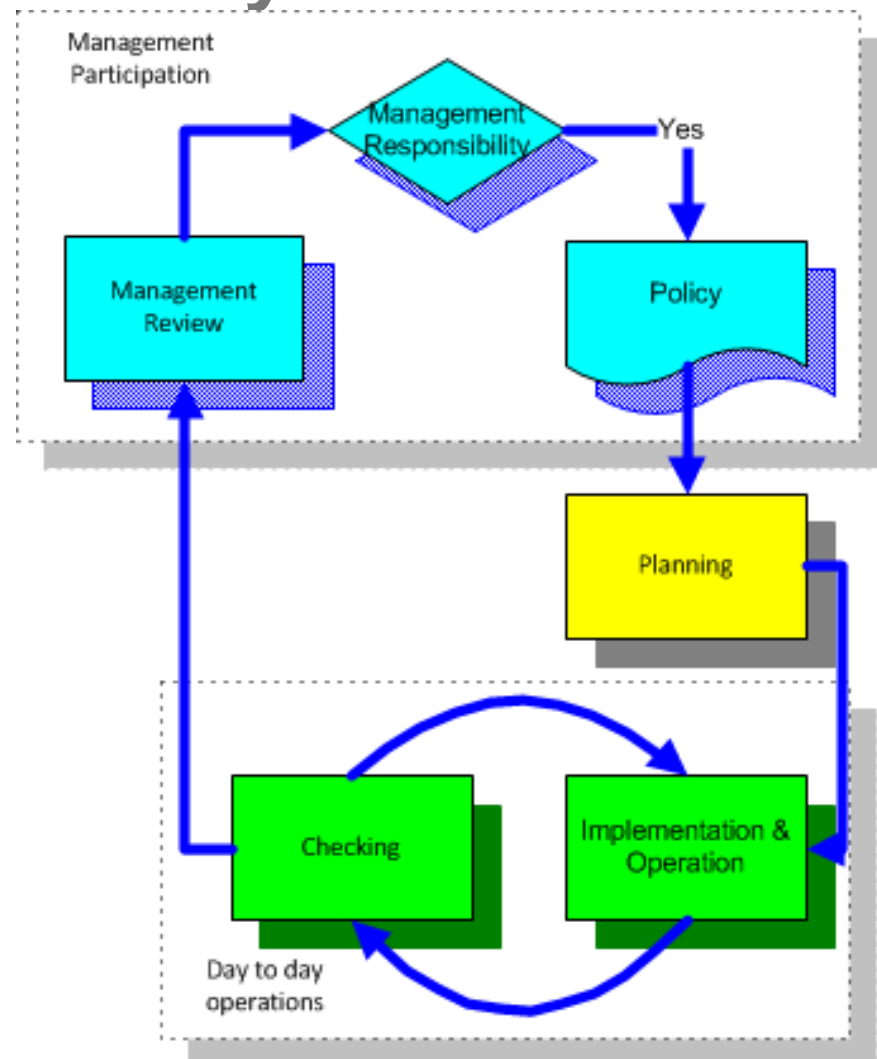 Management
Participation
Management
Responsibility
Yes
Management
Review
Policy
Planning
Checking
Implementation &
Operation
Day to day
operations